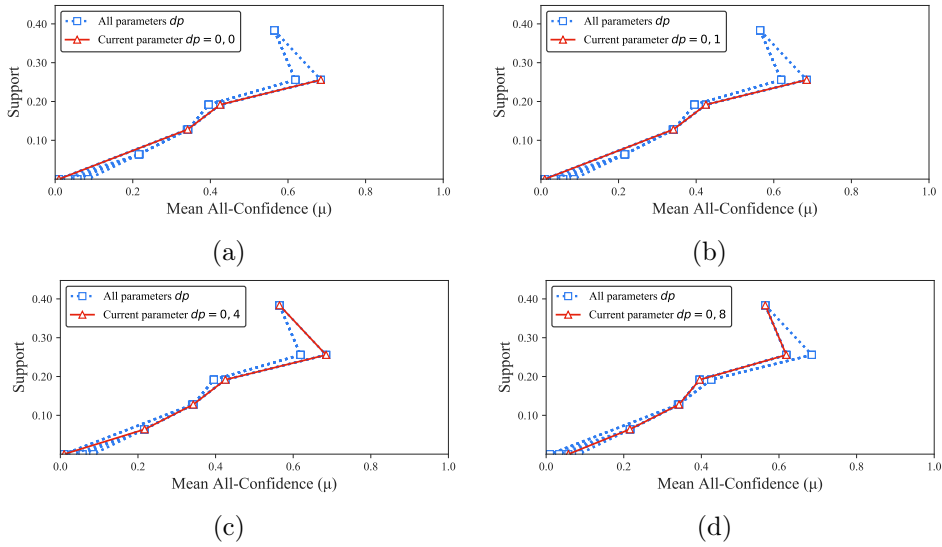 0.40
0.30
0.20
0.10
Support
All parameters dp
Current parameter dp = 0, 0
0.0 0.2 0.4 0.6 0.8 1.0
Mean All-Confidence (μ)
(a)
0.40
0.30
0.20
0.10
Support
All parameters dp
Current parameter dp = 0, 1
0.0 0.2 0.4 0.6 0.8 1.0
Mean All-Confidence (μ)
(b)
0.40
0.30
0.20
0.10
Support
All parameters dp
Current parameter dp = 0, 4
0.0 0.2 0.4 0.6 0.8 1.0
Mean All-Confidence (μ)
(c)
0.40
0.30
0.20
0.10
Support
All parameters dp
Current parameter dp = 0, 8
0.0 0.2 0.4 0.6 0.8 1.0
Mean All-Confidence (μ)
(d)